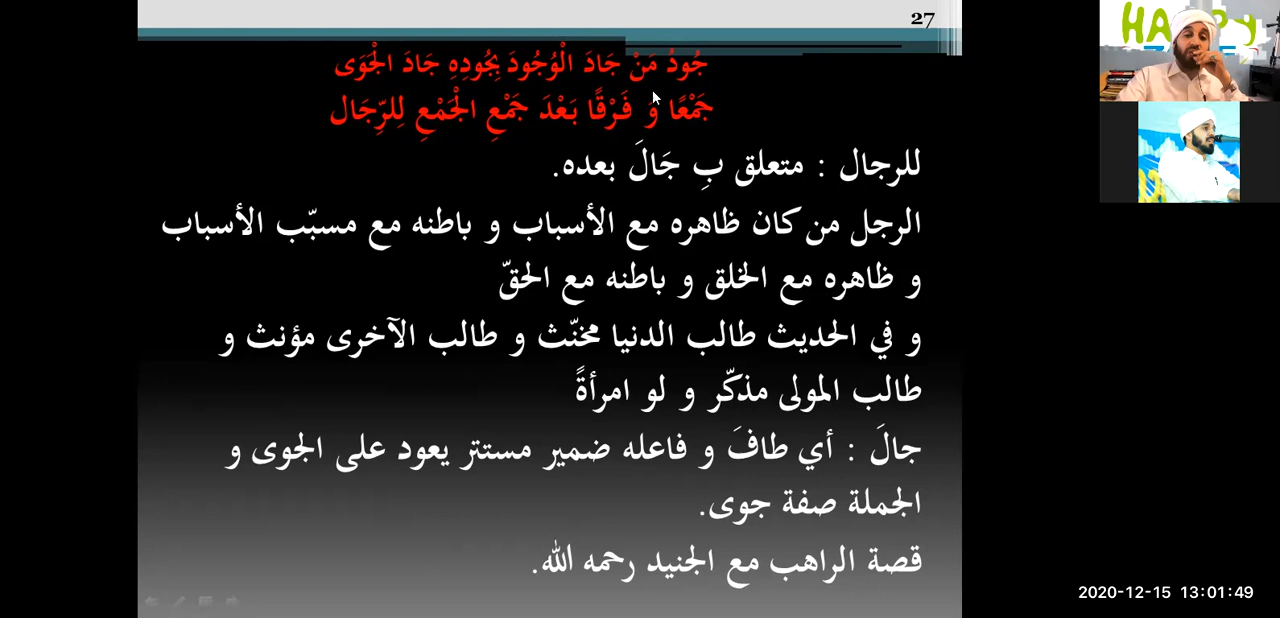 27
جُودُ مَنْ جَادَ الْوُجُودَ بِجُودِهِ جَادَ الْجَوَى
جَمْعًا وَ فَرْقًا بَعْدَ جَمْعِ الْجَمْعِ لِلرِّجَال
للرجال : متعلق بِ جَالَ بعده.
الرجل من كان ظاهره مع الأسباب و باطنه مع مسبّب الأسباب
و ظاهره مع الخلق و باطنه مع الحقّ
و في الحديث طالب الدنيا مخنّث و طالب الآخرى مؤنث و
طالب المولى مذكّر و لو امرأةً
جالَ : أي طافَ و فاعله ضمير مستتر يعود على الجوى و
الجملة صفة جوى.
قصة الراهب مع الجنيد رحمه الله.
2020-12-15 13:01:49